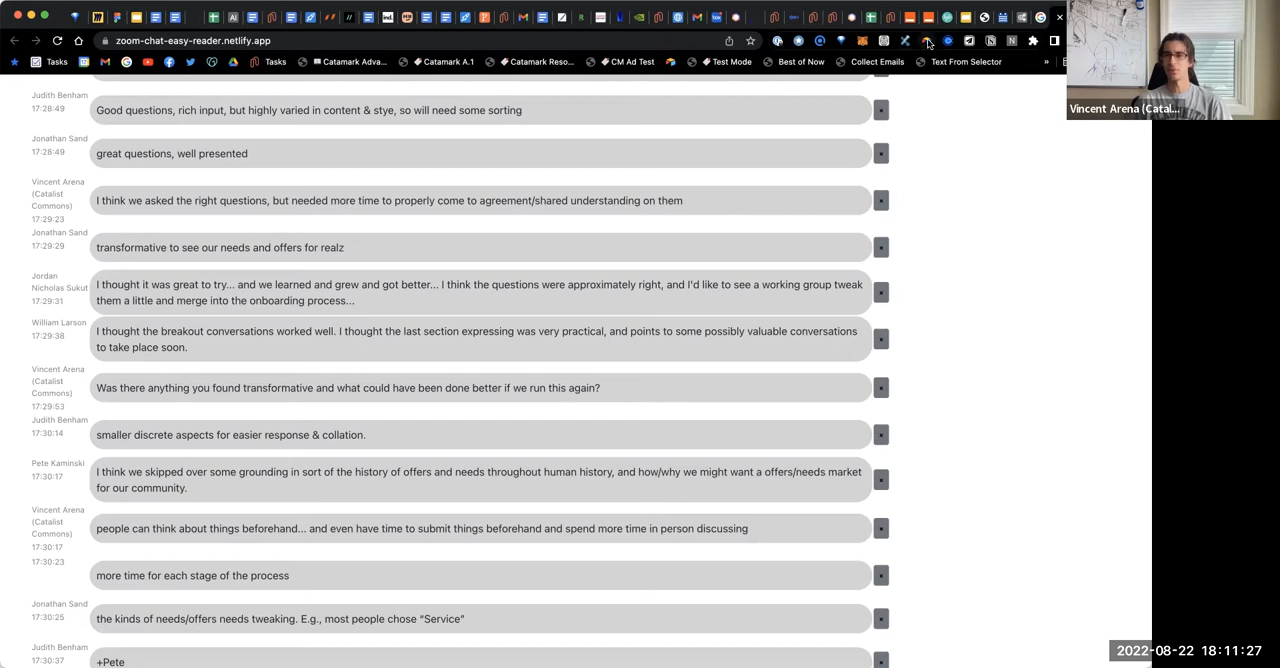 zoom-chat-easy-reader.netlify.app
Tasks
Tasks
Catamark Adva...
Catamark A.1
Catamark Reso...
CM Ad Test
Test Mode
Best of Now
Collect Emails
Text From Selector
»
Vincent Arena (Catal...
Judith Benham
17:28:49
Good questions, rich input, but highly varied in content & stye, so will need some sorting
Jonathan Sand
17:28:49
great questions, well presented
Vincent Arena
(Catalist
Commons)
17:29:23
I think we asked the right questions, but needed more time to properly come to agreement/shared understanding on them
Jonathan Sand
17:29:29
transformative to see our needs and offers for realz
Jordan
Nicholas Sukut
17:29:31
I thought it was great to try... and we learned and grew and got better... I think the questions were approximately right, and I'd like to see a working group tweak
them a little and merge into the onboarding process...
William Larson
17:29:38
I thought the breakout conversations worked well. I thought the last section expressing was very practical, and points to some possibly valuable conversations
to take place soon.
Vincent Arena
(Catalist
Commons)
17:29:53
Was there anything you found transformative and what could have been done better if we run this again?
Judith Benham
17:30:14
smaller discrete aspects for easier response & collation.
Pete Kaminski
17:30:17
I think we skipped over some grounding in sort of the history of offers and needs throughout human history, and how/why we might want a offers/needs market
for our community.
Vincent Arena
(Catalist
Commons)
17:30:17
people can think about things beforehand... and even have time to submit things beforehand and spend more time in person discussing
17:30:23
more time for each stage of the process
Jonathan Sand
17:30:25
the kinds of needs/offers needs tweaking. E.g., most people chose “Service”
Judith Benham
17:30:37
+Pete
2022-08-22 18:11:27